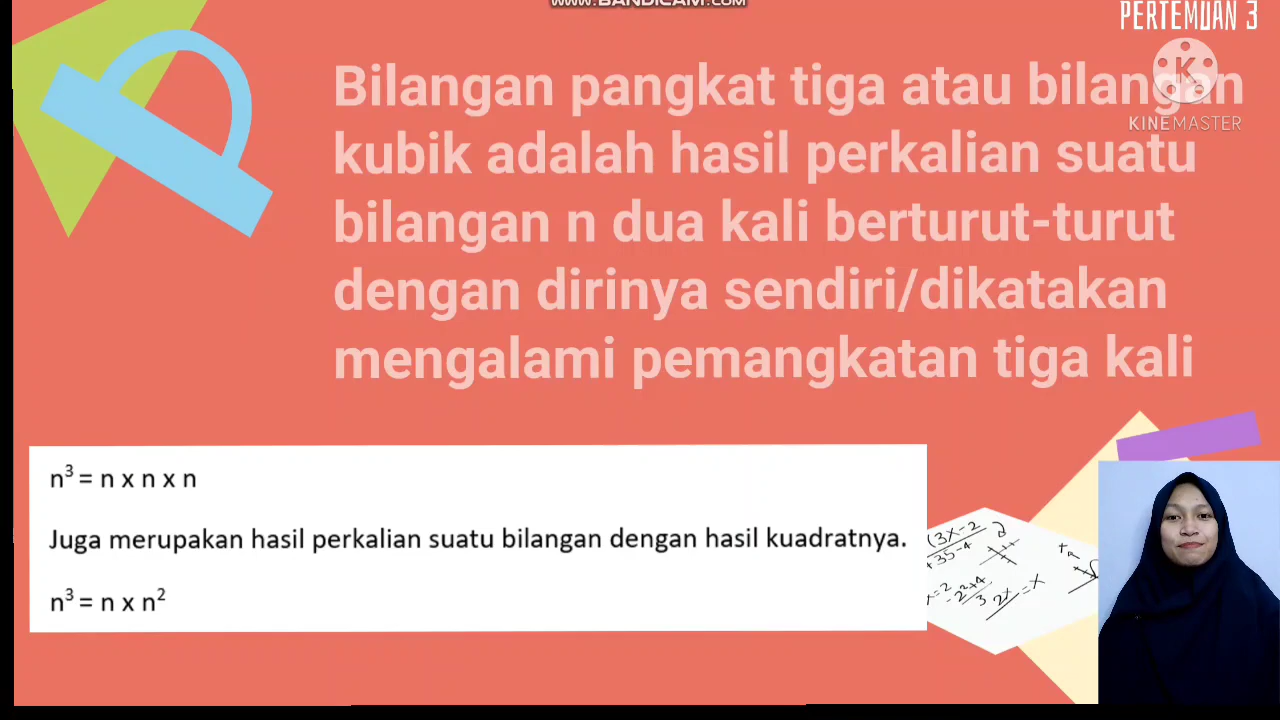 WWW.BANDICAM.COM
PERTEMUAN 3
Bilangan pangkat tiga atau bilangan
kubik adalah hasil perkalian suatu
bilangan n dua kali berturut-turut
dengan dirinya sendiri/dikatakan
mengalami pemangkatan tiga kali
KINEMASTER
n³ = n x n x n
Juga merupakan hasil perkalian suatu bilangan dengan hasil kuadratnya.
n³ = n x n²